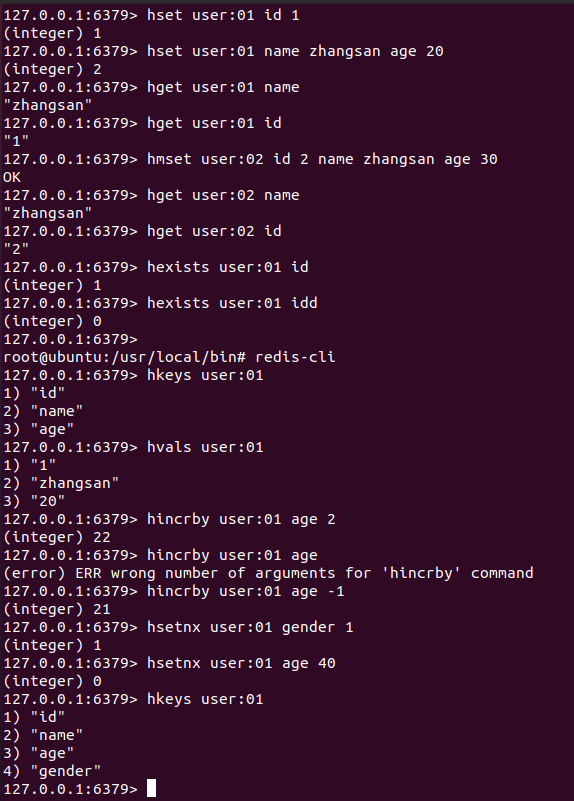 127.0.0.1:6379> hset user:01 id 1
(integer) 1
127.0.0.1:6379> hset user:01 name zhangsan age 20
(integer) 2
127.0.0.1:6379> hget user:01 name
"zhangsan"
127.0.0.1:6379> hget user:01 id
"1"
127.0.0.1:6379> hmset user:02 id 2 name zhangsan age 30
OK
127.0.0.1:6379> hget user:02 name
"zhangsan"
127.0.0.1:6379> hget user:02 id
"2"
127.0.0.1:6379> hexists user:01 id
(integer) 1
127.0.0.1:6379> hexists user:01 idd
(integer) 0
127.0.0.1:6379>
root@ubuntu:/usr/local/bin# redis-cli
127.0.0.1:6379> hkeys user:01
1) "id"
2) "name"
3) "age"
127.0.0.1:6379> hvals user:01
1) "1"
2) "zhangsan"
3) "20"
127.0.0.1:6379> hincrby user:01 age 2
(integer) 22
127.0.0.1:6379> hincrby user:01 age
(error) ERR wrong number of arguments for 'hincrby' command
127.0.0.1:6379> hincrby user:01 age -1
(integer) 21
127.0.0.1:6379> hsetnx user:01 gender 1
(integer) 1
127.0.0.1:6379> hsetnx user:01 age 40
(integer) 0
127.0.0.1:6379> hkeys user:01
1) "id"
2) "name"
3) "age"
4) "gender"
127.0.0.1:6379>